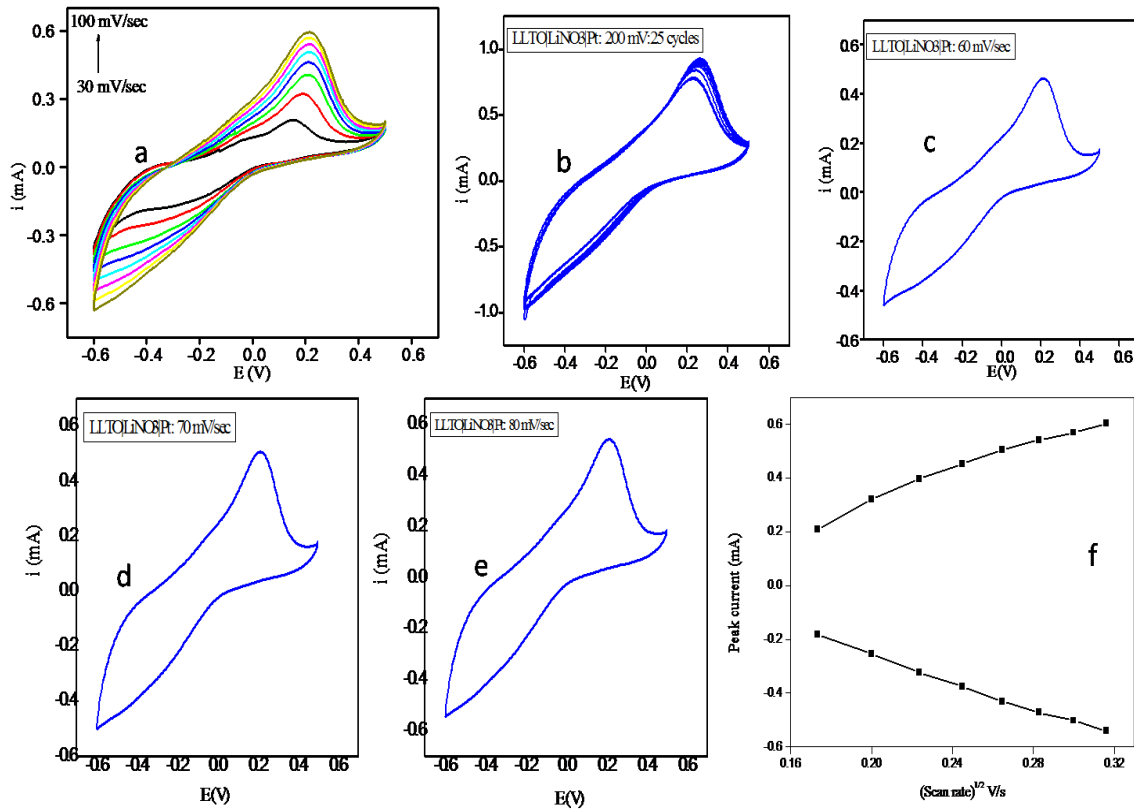 100 mV/sec
30 mV/sec
a
i (mA)
0.6
0.3
0.0
-0.3
-0.6
-0.6 -0.4 -0.2 0.0 0.2 0.4 0.6
E (V)
LLTO|LiNO3|Pt: 200 mV:25 cycles
b
i (mA)
1.0
0.5
0.0
-0.5
-1.0
-0.6 -0.4 -0.2 0.0 0.2 0.4 0.6
E(V)
LLTO|LiNO3|Pt: 60 mV/sec
c
i (mA)
0.6
0.4
0.2
0.0
-0.2
-0.4
-0.6
-0.6 -0.4 -0.2 0.0 0.2 0.4 0.6
E(V)
LLTO|LiNO3|Pt: 70 mV/sec
d
i (mA)
0.6
0.4
0.2
0.0
-0.2
-0.4
-0.6
-0.6 -0.4 -0.2 0.0 0.2 0.4 0.6
E(V)
LLTO|LiNO3|Pt: 80 mV/sec
e
i (mA)
0.6
0.4
0.2
0.0
-0.2
-0.4
-0.6
-0.6 -0.4 -0.2 0.0 0.2 0.4 0.6
E(V)
f
Peak current (mA)
0.6
0.4
0.2
0.0
-0.2
-0.4
-0.6
0.16 0.20 0.24 0.28 0.32
(Scan rate)^1/2 V/s